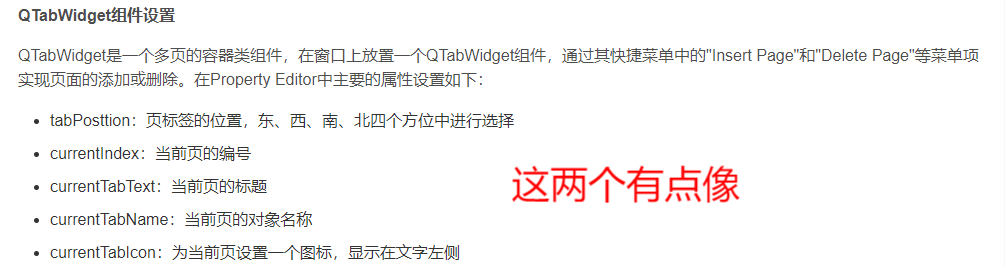 QTabWidget组件设置
QTabWidget是一个多页的容器类组件，在窗口上放置一个QTabWidget组件，通过其快捷菜单中的"Insert Page"和"Delete Page"等菜单项
实现页面的添加或删除。在Property Editor中主要的属性设置如下：
• tabPosttion：页标签的位置，东、西、南、北四个方位中进行选择
• currentIndex：当前页的编号
• currentTabText：当前页的标题
• currentTabName：当前页的对象名称
• currentTabIcon：为当前页设置一个图标，显示在文字左侧
这两个有点像